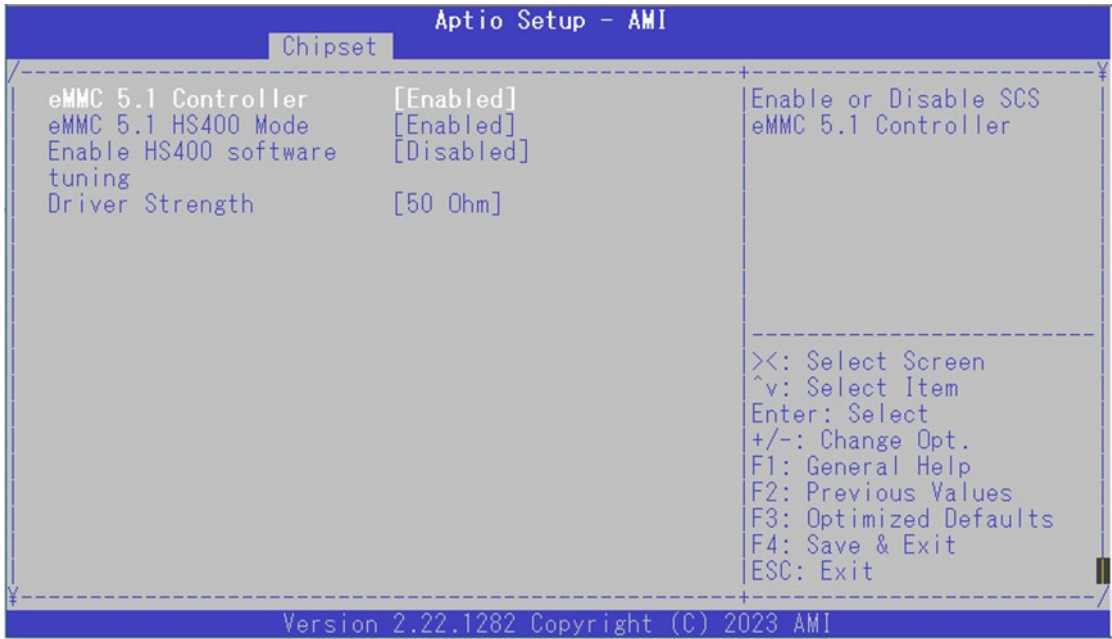 Aptio Setup - AMI
Chipset
eMMC 5.1 Controller [Enabled]
eMMC 5.1 HS400 Mode [Enabled]
Enable HS400 software [Disabled]
tuning
Driver Strength [50 Ohm]
Enable or Disable SCS
eMMC 5.1 Controller
><: Select Screen
^v: Select Item
Enter: Select
+/-: Change Opt.
F1: General Help
F2: Previous Values
F3: Optimized Defaults
F4: Save & Exit
ESC: Exit
Version 2.22.1282 Copyright (C) 2023 AMI